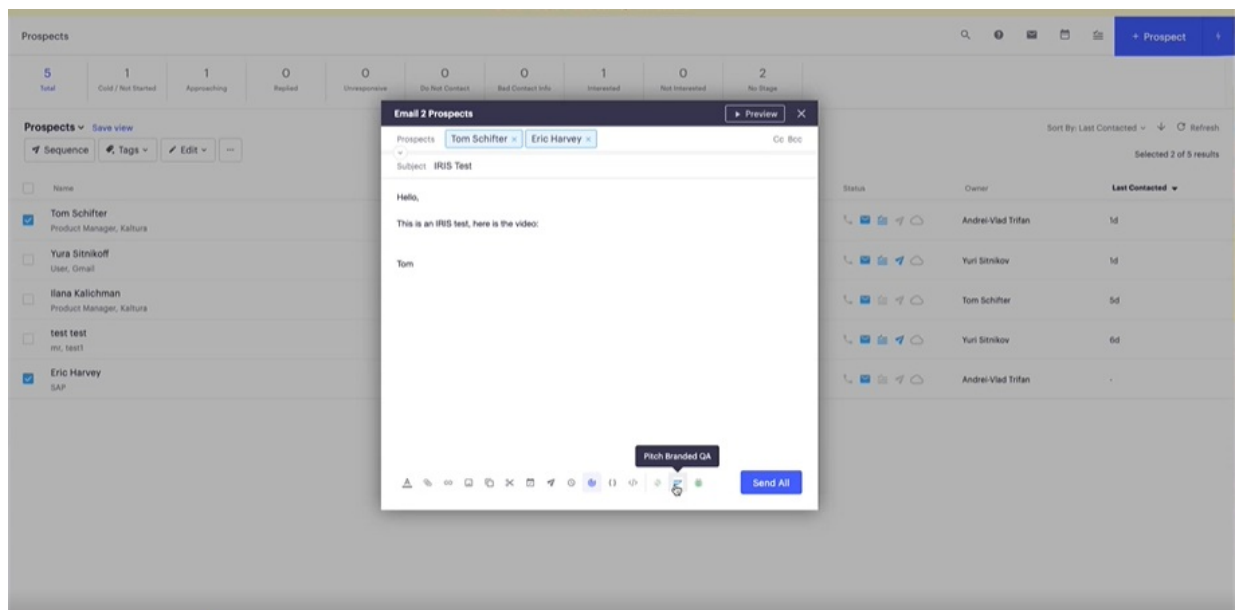 Prospects
+ Prospect
5 1 1 0 0 0 0 1 0 2
Total Cold / Not Started Approaching Replied Unresponsive Do Not Contact Bad Contact Info Interested Not Interested No Stage
Email 2 Prospects
Preview
Prospects Save view
Sort By: Last Contacted Refresh
Prospects Tom Schifter × Eric Harvey × Cc Bcc
Sequence Tags Edit ...
Selected 2 of 5 results
Subject IRIS Test
Name Status Owner Last Contacted
Hello,
Tom Schifter
Product Manager, Kaltura
Andrei-Vlad Trifan 1d
This is an IRIS test, here is the video:
Yura Sitnikoff
User, Gmail
Yuri Sitnikov 1d
Tom
Ilana Kalichman
Product Manager, Kaltura
Tom Schifter 5d
test test
mr, test1
Yuri Sitnikov 6d
Eric Harvey
SAP
Andrei-Vlad Trifan -
Pitch Branded QA
Send All